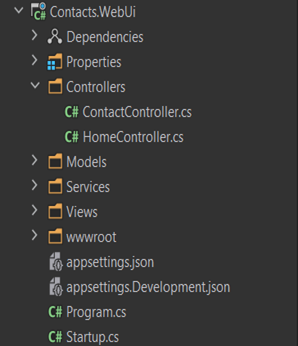 Contacts.WebUi
Dependencies
Properties
Controllers
C# ContactController.cs
C# HomeController.cs
Models
Services
Views
wwwroot
appsettings.json
appsettings.Development.json
C# Program.cs
C# Startup.cs